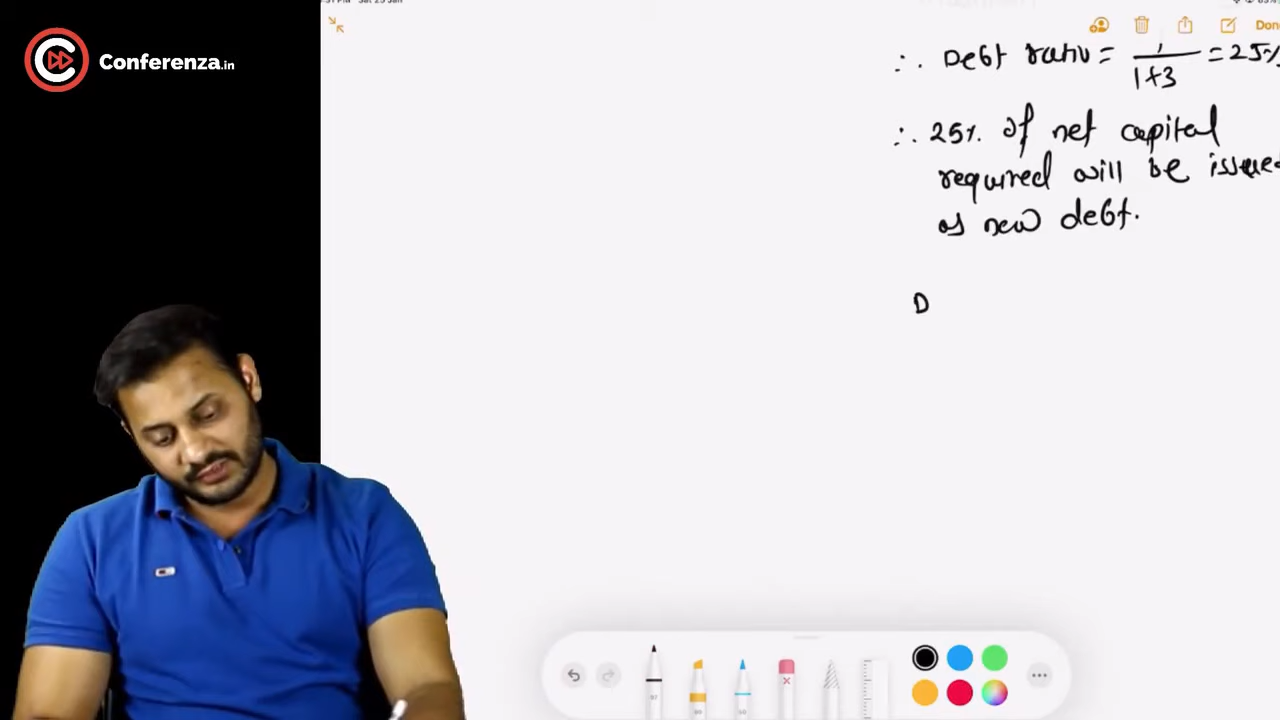 Conferenza.in
Done
∴ Debt ratio = 1/1+3 = 25%
∴ 25% of net capital
required will be issued
as new debt.
D